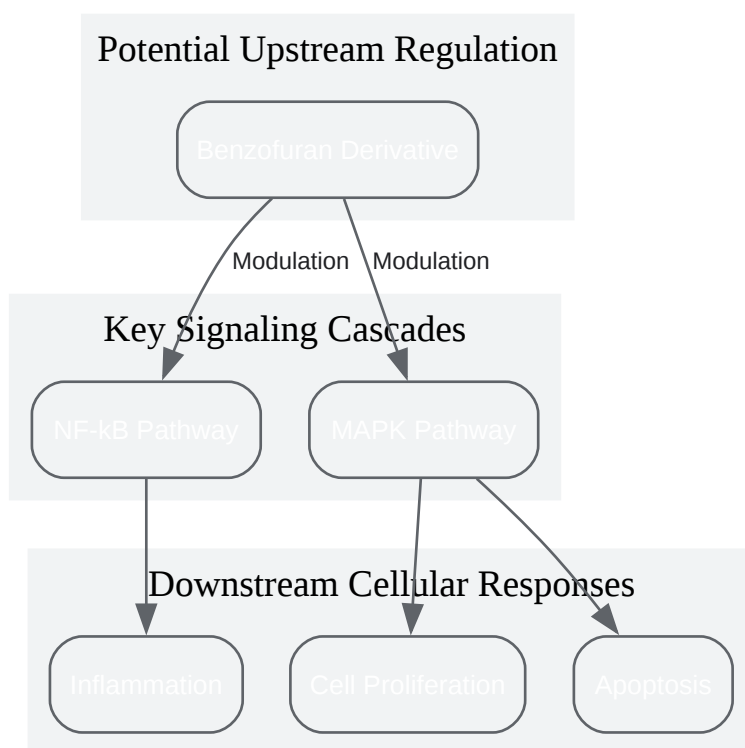 Potential Upstream Regulation
Benzofuran Derivative
Modulation Modulation
Key Signaling Cascades
NF-kB Pathway MAPK Pathway
Downstream Cellular Responses
Inflammation Cell Proliferation Apoptosis